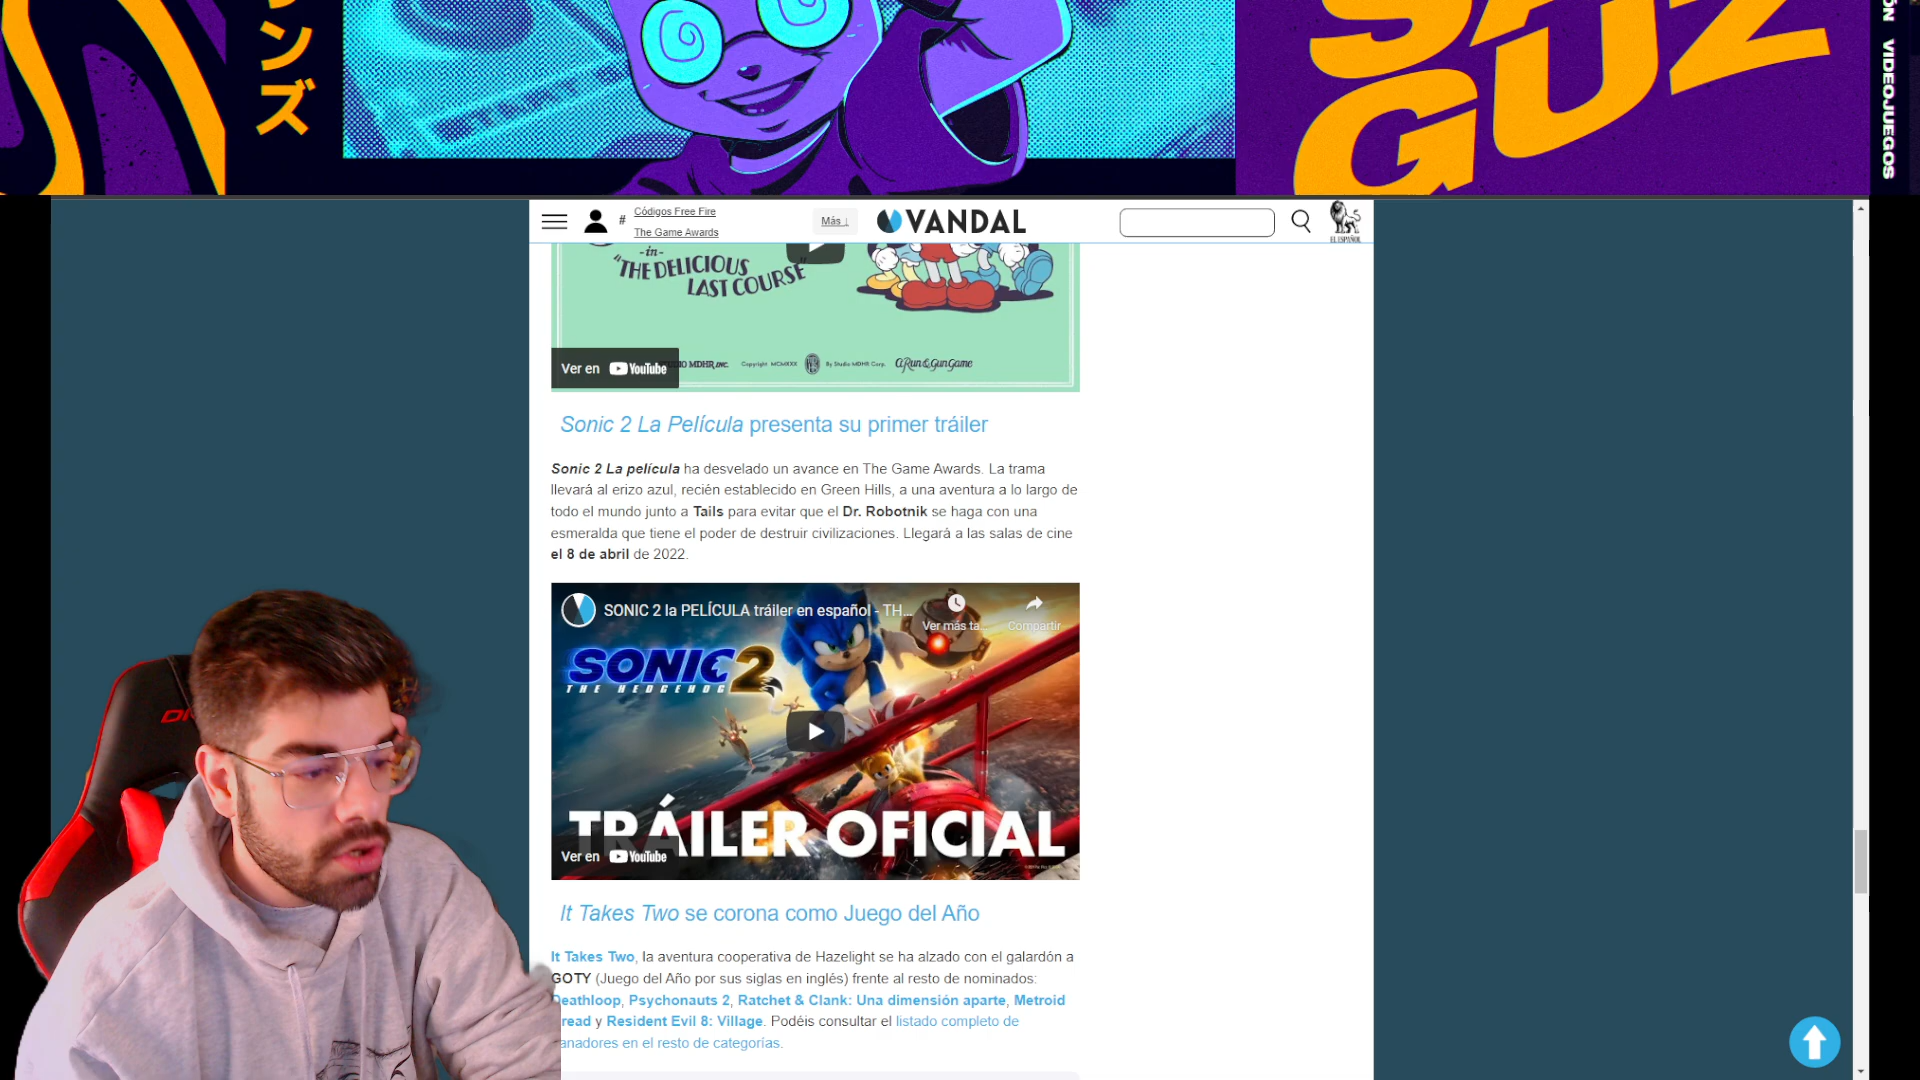 ンズ
GUZ
VIDEOJUEGOS
#
Códigos Free Fire
The Game Awards
Más ↓
VANDAL
EL ESPAÑOL
-in-
"THE DELICIOUS
LAST COURSE"
Ver en YouTube
MDHR, INC.
Copyright MCMXXX
By Studio MDHR Corp.
A Run & Gun Game
Sonic 2 La Película presenta su primer tráiler
Sonic 2 La película ha desvelado un avance en The Game Awards. La trama
llevará al erizo azul, recién establecido en Green Hills, a una aventura a lo largo de
todo el mundo junto a Tails para evitar que el Dr. Robotnik se haga con una
esmeralda que tiene el poder de destruir civilizaciones. Llegará a las salas de cine
el 8 de abril de 2022.
SONIC 2 la PELÍCULA tráiler en español - TH...
Ver más ta...
Compartir
SONIC 2
THE HEDGEHOG
TRÁILER OFICIAL
Ver en YouTube
It Takes Two se corona como Juego del Año
It Takes Two, la aventura cooperativa de Hazelight se ha alzado con el galardón a
GOTY (Juego del Año por sus siglas en inglés) frente al resto de nominados:
Deathloop, Psychonauts 2, Ratchet & Clank: Una dimensión aparte, Metroid
read y Resident Evil 8: Village. Podéis consultar el listado completo de
anadores en el resto de categorías.